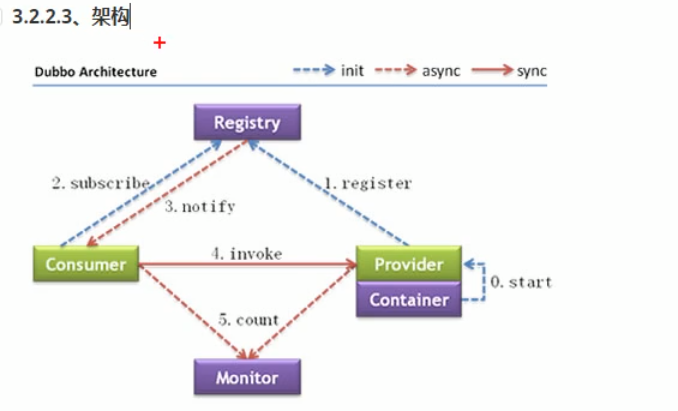 3.2.2.3、架构
Dubbo Architecture
init
async
sync
Registry
2. subscribe
1. register
3. notify
Consumer
4. invoke
Provider
Container
0. start
5. count
Monitor